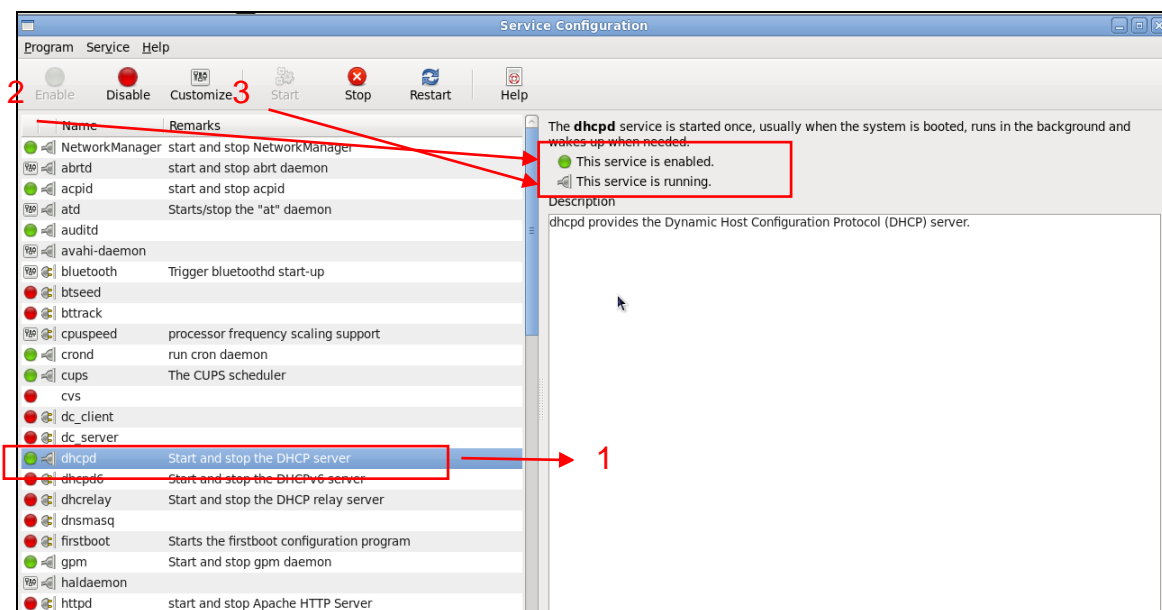 Service Configuration
Program Service Help
2 Enable Disable Customize 3 Start Stop Restart Help
Name Remarks
NetworkManager start and stop NetworkManager
abrtd start and stop abrt daemon
acpid start and stop acpid
atd Starts/stop the "at" daemon
auditd
avahi-daemon
bluetooth Trigger bluetoothd start-up
btseed
bttrack
cpuspeed processor frequency scaling support
crond run cron daemon
cups The CUPS scheduler
cvs
dc_client
dc_server
dhcpd Start and stop the DHCP server 1
dhcpd6 Start and stop the DHCPv6 server
dhcrelay Start and stop the DHCP relay server
dnsmasq
firstboot Starts the firstboot configuration program
gpm Start and stop gpm daemon
haldaemon
httpd start and stop Apache HTTP Server
The dhcpd service is started once, usually when the system is booted, runs in the background and
wakes up when needed.
This service is enabled.
This service is running.
Description
dhcpd provides the Dynamic Host Configuration Protocol (DHCP) server.